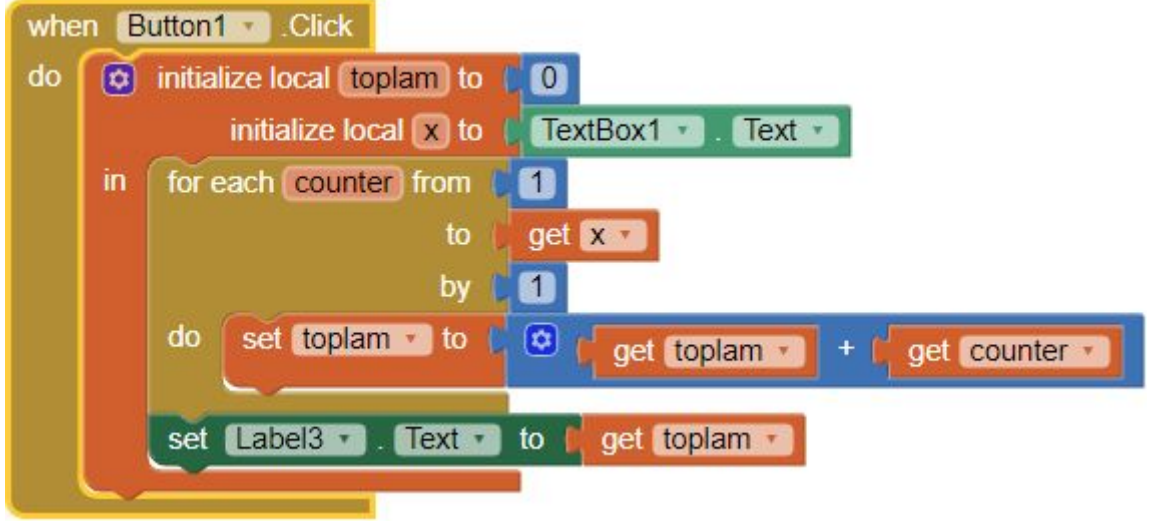 when Button1 .Click
do initialize local toplam to 0
initialize local x to TextBox1 . Text
in for each counter from 1
to get x
by 1
do set toplam to get toplam + get counter
set Label3 . Text to get toplam